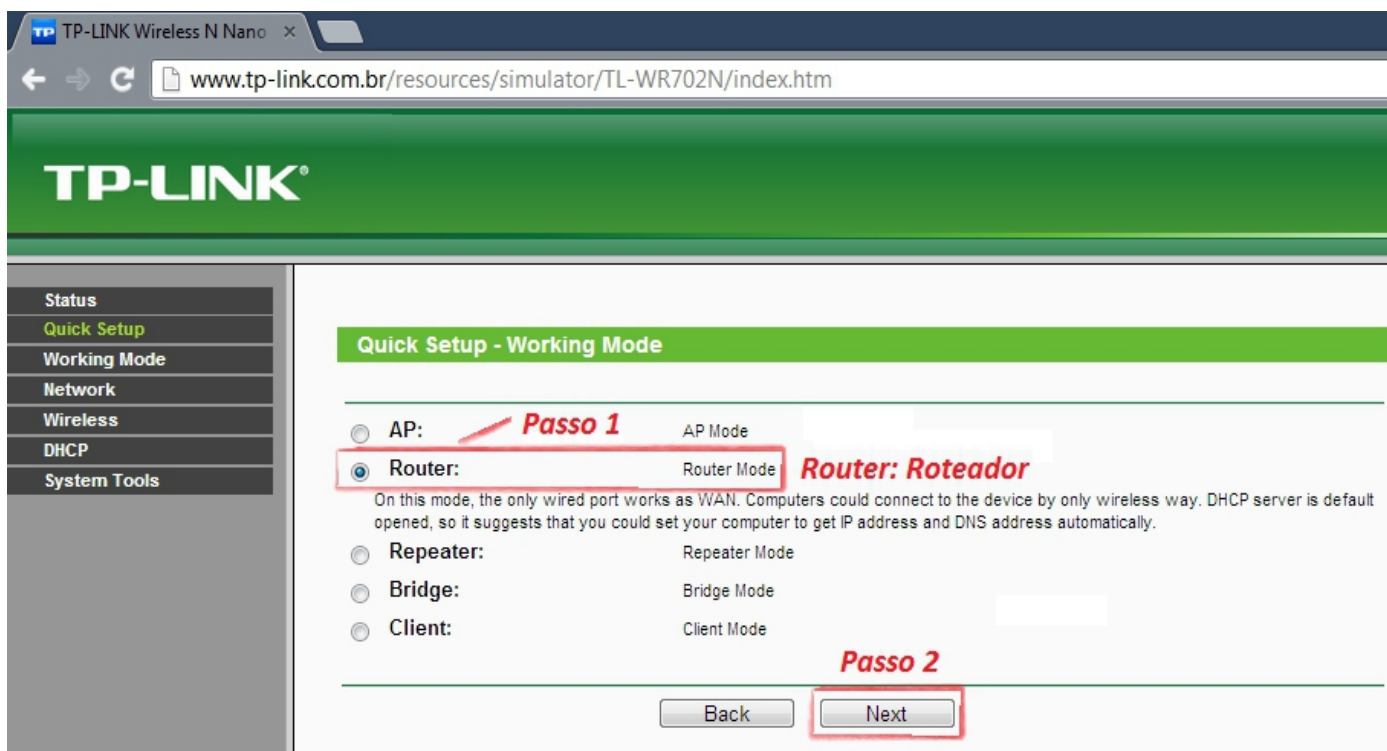 TP TP-LINK Wireless N Nano ×
www.tp-link.com.br/resources/simulator/TL-WR702N/index.htm
TP-LINK®
Status
Quick Setup
Working Mode
Network
Wireless
DHCP
System Tools
Quick Setup - Working Mode
AP: Passo 1 AP Mode
Router: Router Mode Router: Roteador
On this mode, the only wired port works as WAN. Computers could connect to the device by only wireless way. DHCP server is default
opened, so it suggests that you could set your computer to get IP address and DNS address automatically.
Repeater: Repeater Mode
Bridge: Bridge Mode
Client: Client Mode
Passo 2
Back Next